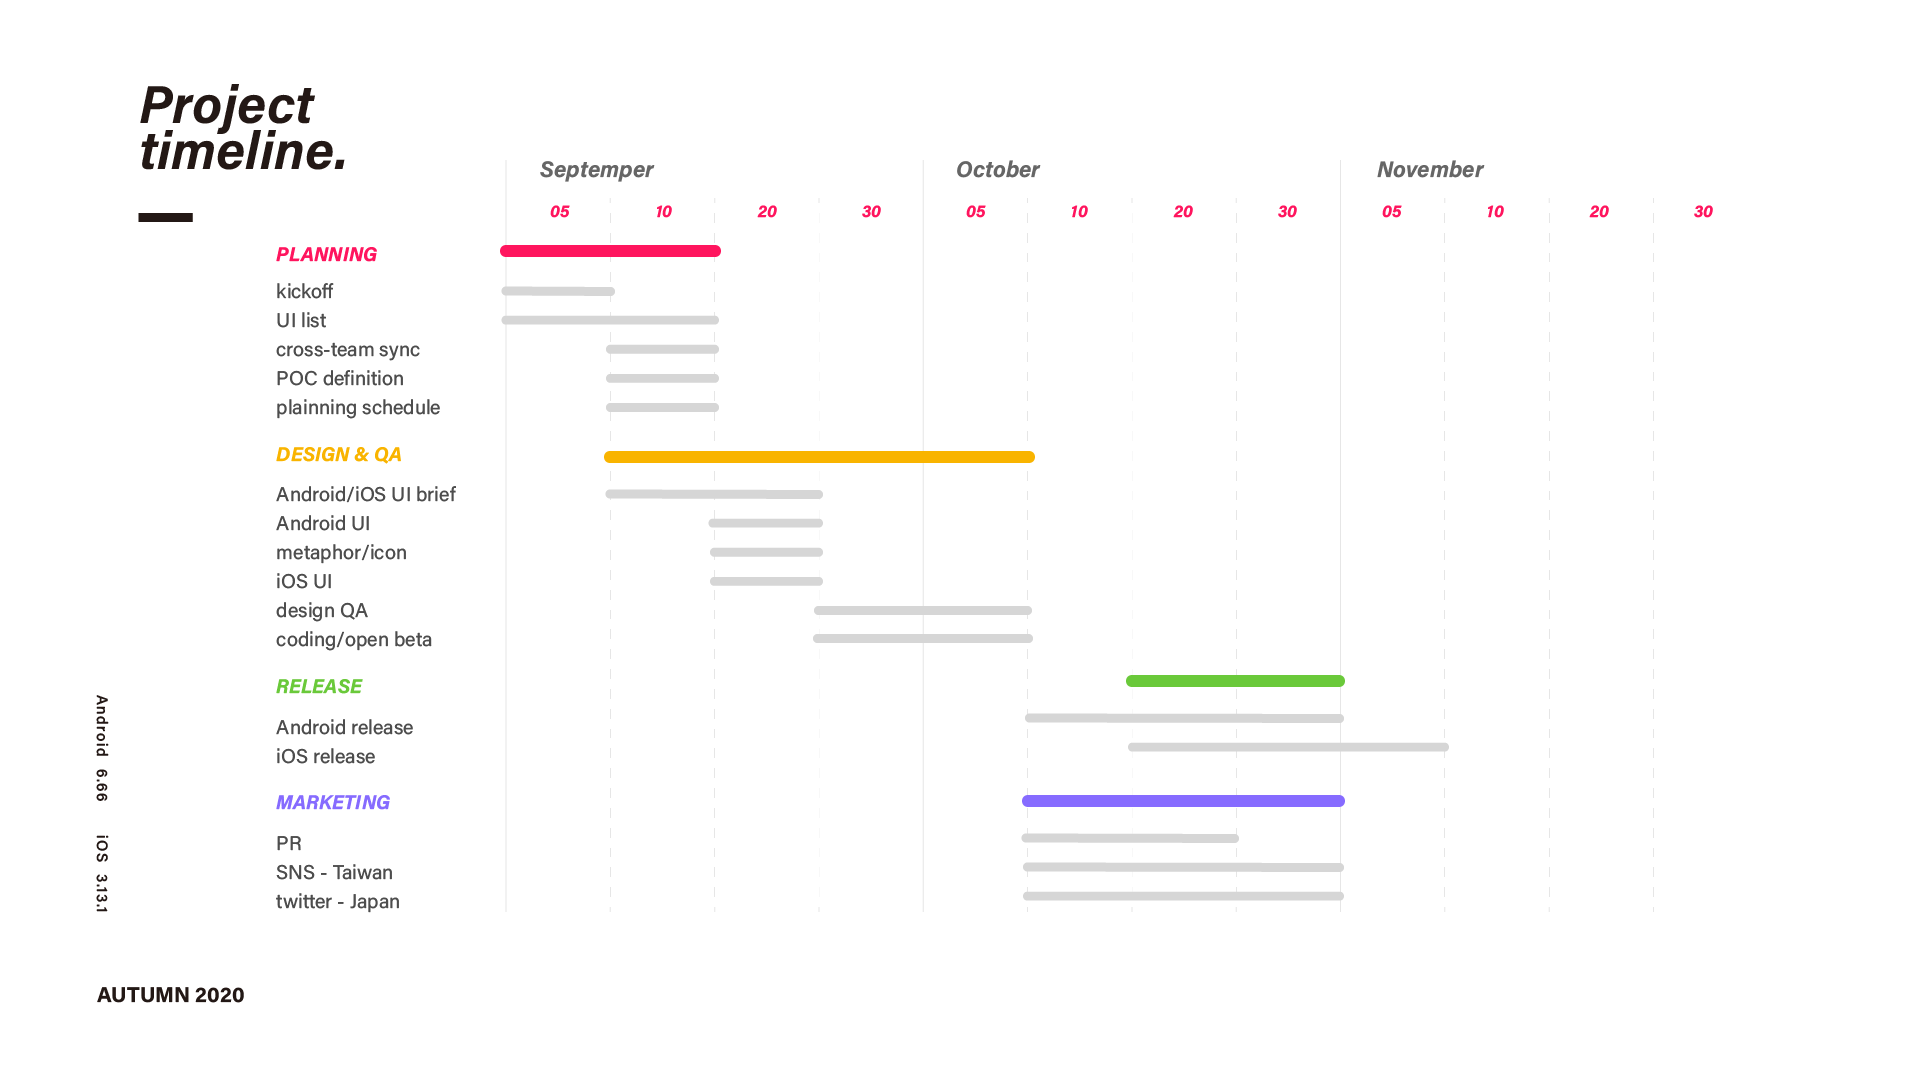 Project
timeline.
Septemper October November
05 10 20 30 05 10 20 30 05 10 20 30
PLANNING
kickoff
UI list
cross-team sync
POC definition
plainning schedule
DESIGN & QA
Android/iOS UI brief
Android UI
metaphor/icon
iOS UI
design QA
coding/open beta
RELEASE
Android release
iOS release
MARKETING
PR
SNS - Taiwan
twitter - Japan
Android 6.66 iOS 3.13.1
AUTUMN 2020